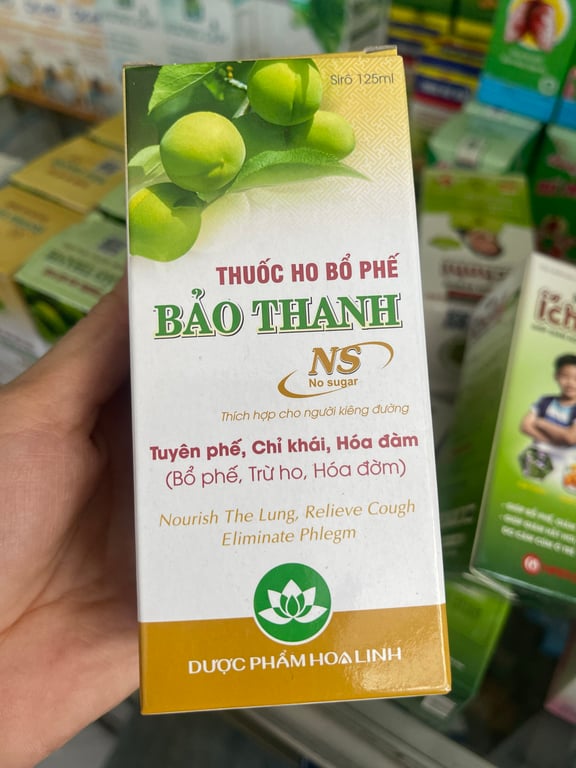 Sirô 125ml
THUỐC HO BỔ PHẾ
BẢO THANH
NS
No sugar
Thích hợp cho người kiêng đường
Tuyên phế, Chỉ khái, Hóa đàm
(Bổ phế, Trừ ho, Hóa đờm)
Nourish The Lung, Relieve Cough
Eliminate Phlegm
DƯỢC PHẨM HOA LINH